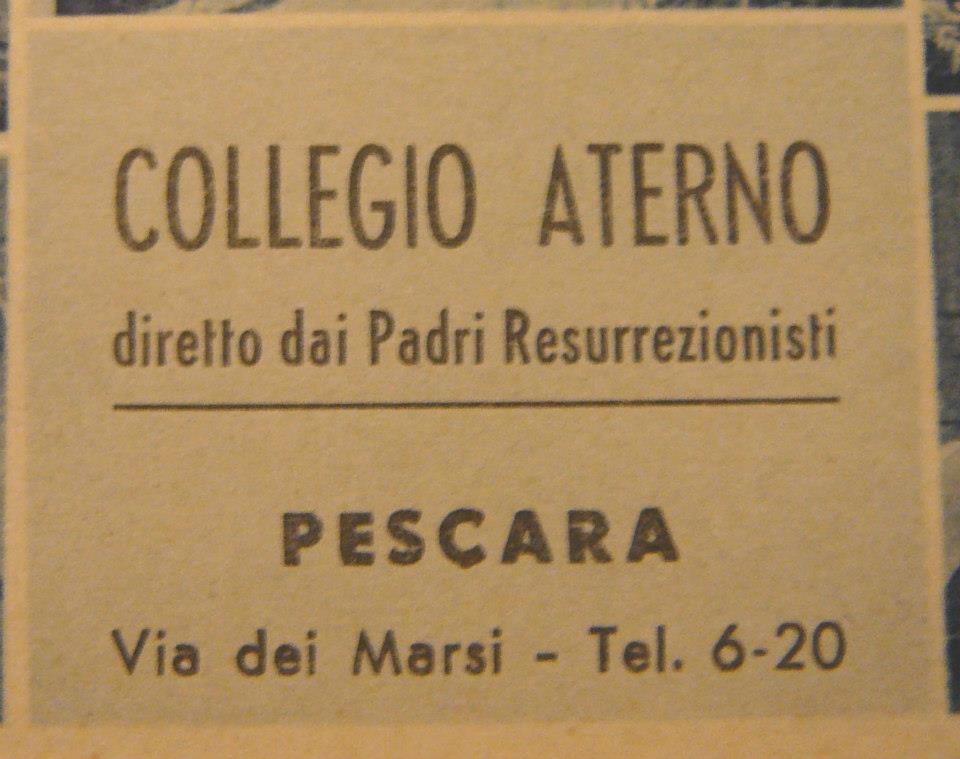 COLLEGIO ATERNO
diretto dai Padri Resurrezionisti
PESCARA
Via dei Marsi - Tel. 6-20